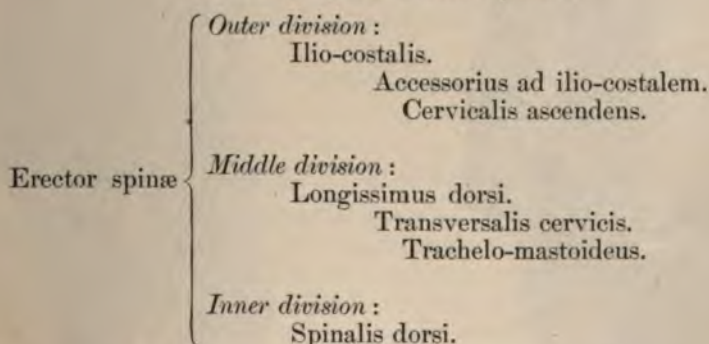 Outer division :
Ilio-costalis.
Accessorius ad ilio-costalem.
Cervicalis ascendens.
Erector spinæ
Middle division :
Longissimus dorsi.
Transversalis cervicis.
Trachelo-mastoideus.
Inner division :
Spinalis dorsi.